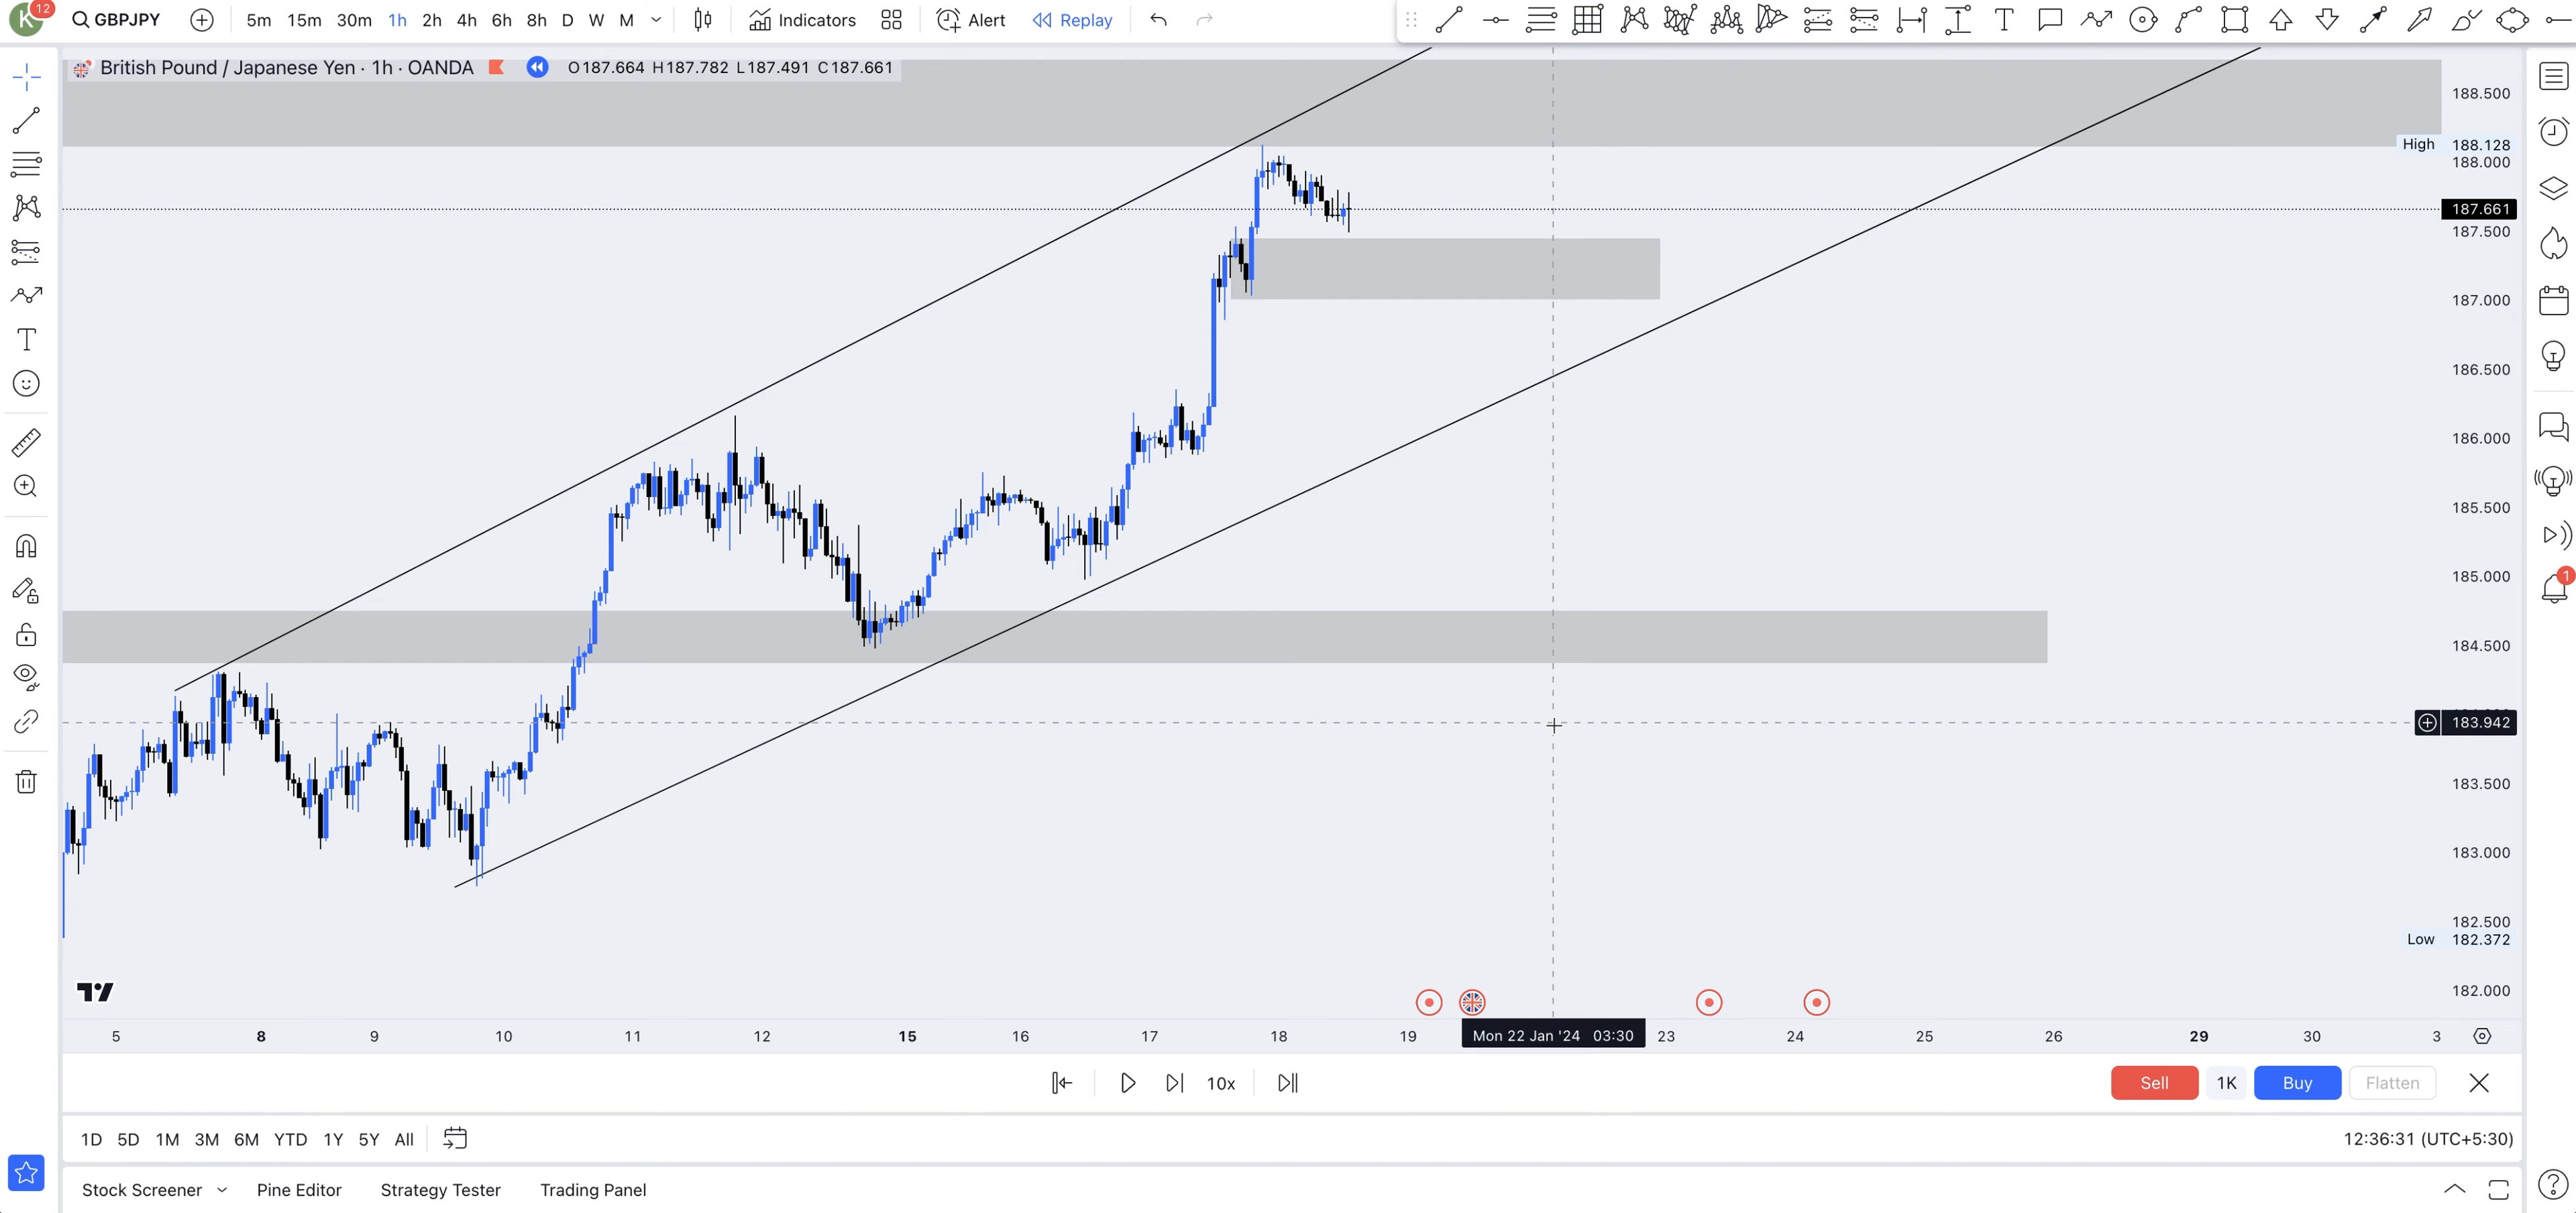 K 12 GBPJPY 5m 15m 30m 1h 2h 4h 6h 8h D W M Indicators Alert Replay
British Pound / Japanese Yen · 1h · OANDA O187.664 H187.782 L187.491 C187.661
188.500
High 188.128
188.000
187.661
187.500
187.000
186.500
186.000
185.500
185.000
1
184.500
183.942
183.500
183.000
182.500
Low 182.372
182.000
5 8 9 10 11 12 15 16 17 18 19 Mon 22 Jan '24 03:30 23 24 25 26 29 30 3
10x Sell 1K Buy Flatten
1D 5D 1M 3M 6M YTD 1Y 5Y All 12:36:31 (UTC+5:30)
Stock Screener Pine Editor Strategy Tester Trading Panel